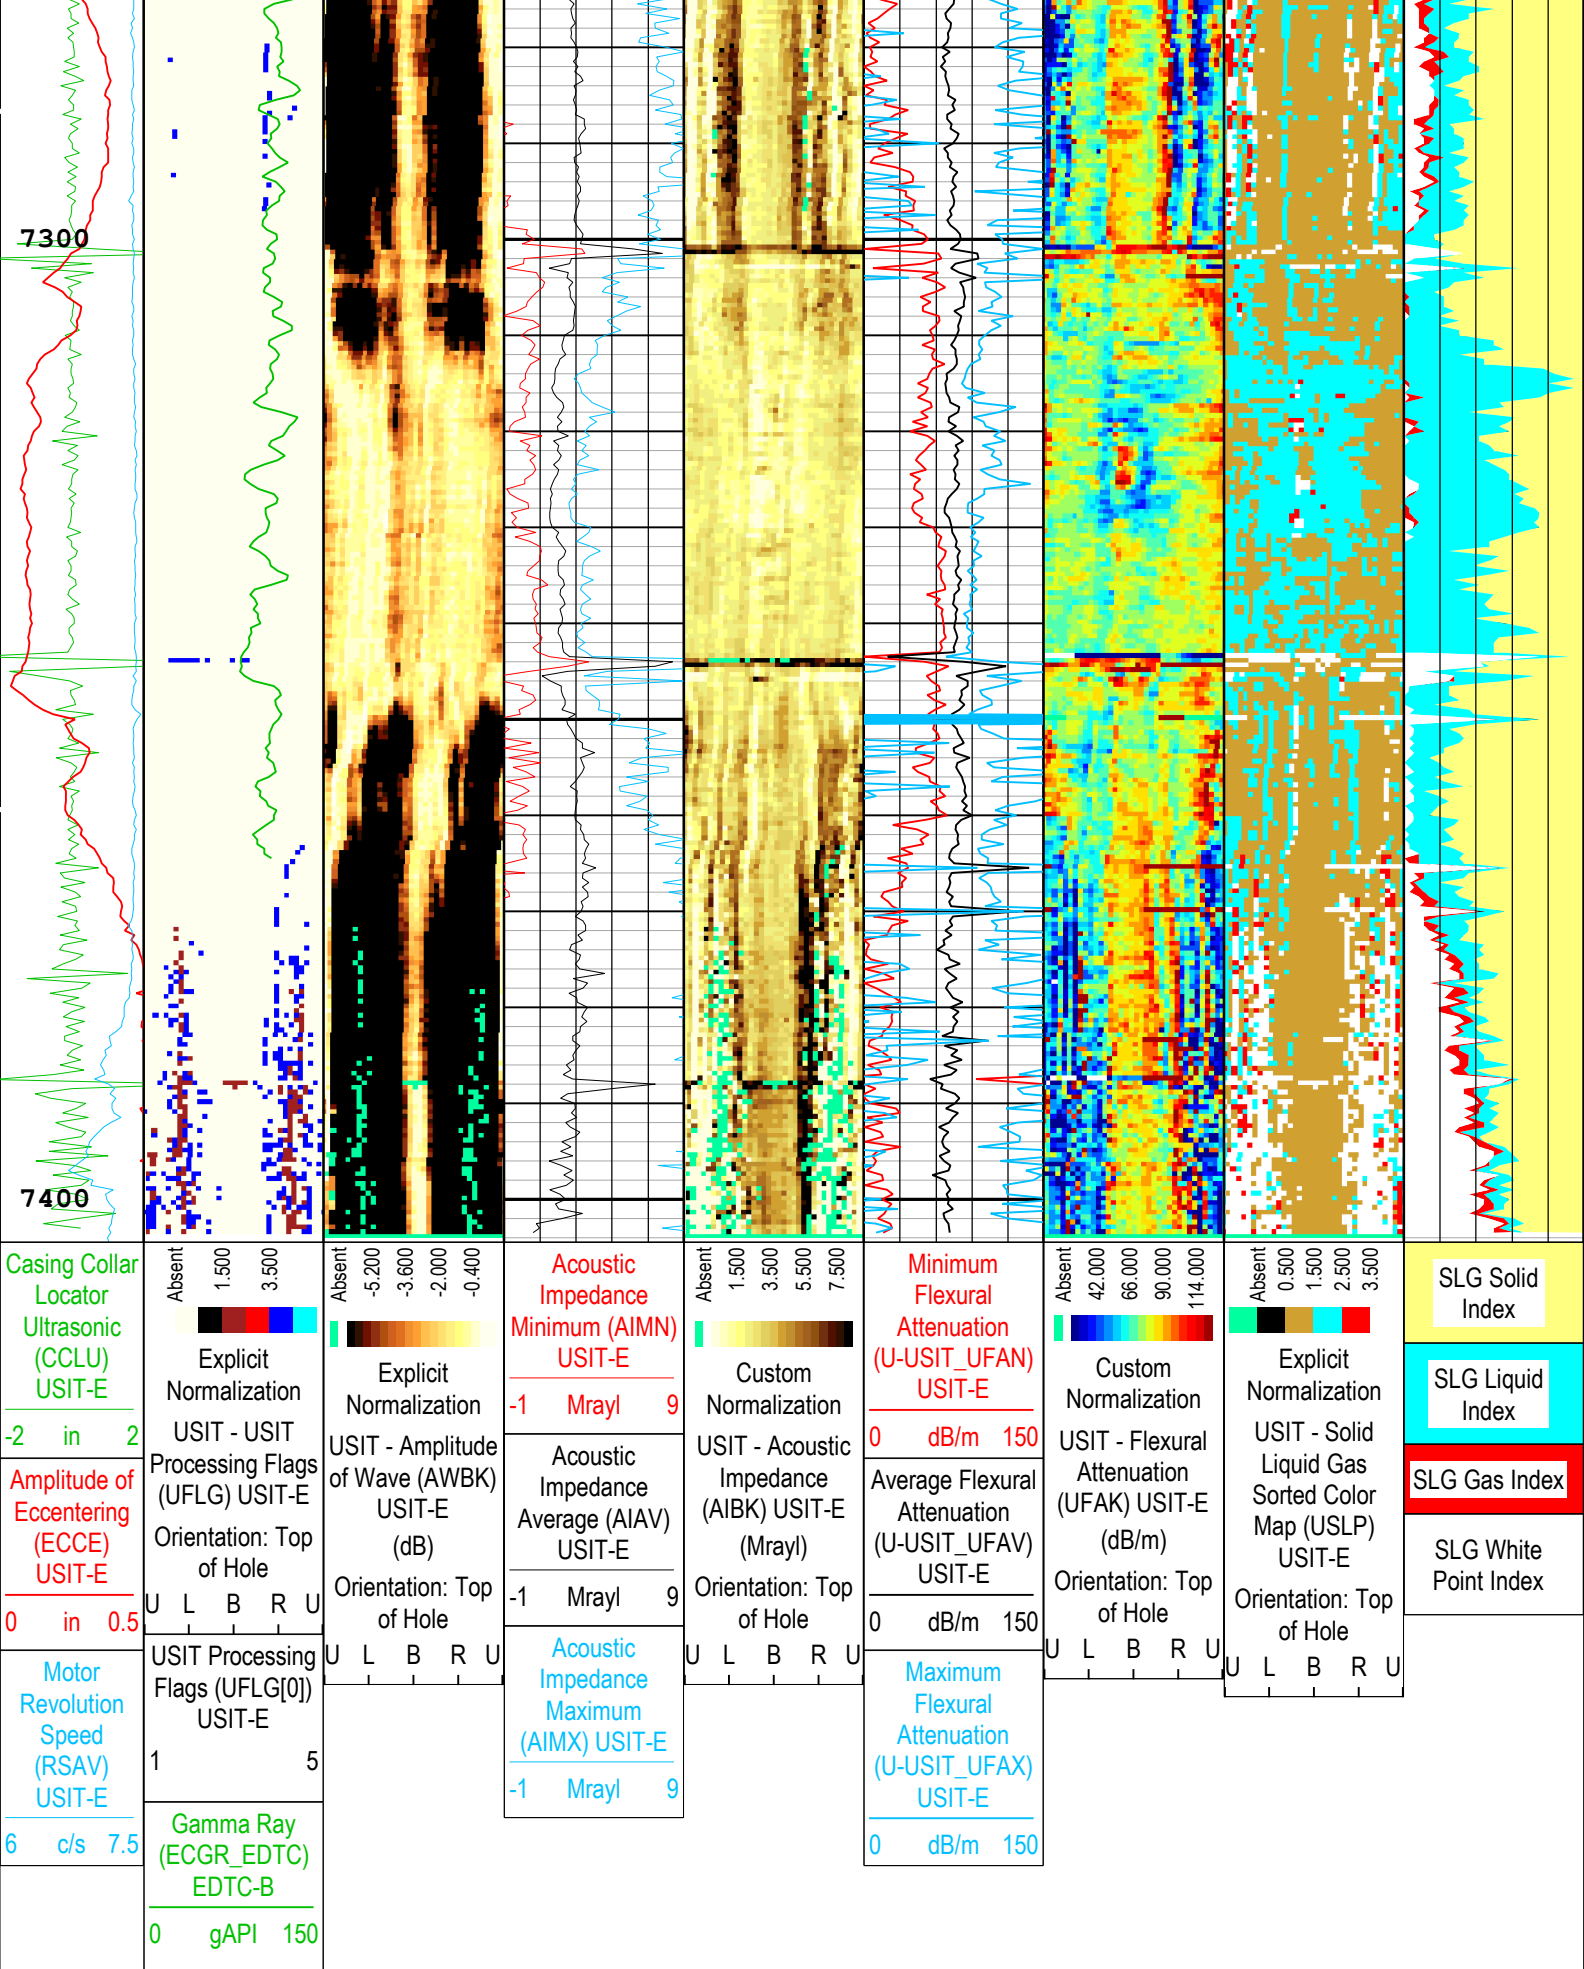 7300
7400
Casing Collar
Locator
Ultrasonic
(CCLU)
USIT-E
-2 in 2
Amplitude of
Eccentering
(ECCE)
USIT-E
0 in 0.5
Motor
Revolution
Speed
(RSAV)
USIT-E
6 c/s 7.5
Absent 1.500 3.500
Explicit
Normalization
USIT - USIT
Processing Flags
(UFLG) USIT-E
Orientation: Top
of Hole
U L B R U
USIT Processing
Flags (UFLG[0])
USIT-E
1 5
Gamma Ray
(ECGR_EDTC)
EDTC-B
0 gAPI 150
Absent -5.200 -3.600 -2.000 -0.400
Explicit
Normalization
USIT - Amplitude
of Wave (AWBK)
USIT-E
(dB)
Orientation: Top
of Hole
U L B R U
Acoustic
Impedance
Minimum (AIMN)
USIT-E
-1 Mrayl 9
Acoustic
Impedance
Average (AIAV)
USIT-E
-1 Mrayl 9
Acoustic
Impedance
Maximum
(AIMX) USIT-E
-1 Mrayl 9
Absent 1.500 3.500 5.500 7.500
Custom
Normalization
USIT - Acoustic
Impedance
(AIBK) USIT-E
(Mrayl)
Orientation: Top
of Hole
U L B R U
Minimum
Flexural
Attenuation
(U-USIT_UFAN)
USIT-E
0 dB/m 150
Average Flexural
Attenuation
(U-USIT_UFAV)
USIT-E
0 dB/m 150
Maximum
Flexural
Attenuation
(U-USIT_UFAX)
USIT-E
0 dB/m 150
Absent 42.000 66.000 90.000 114.000
Custom
Normalization
USIT - Flexural
Attenuation
(UFAK) USIT-E
(dB/m)
Orientation: Top
of Hole
U L B R U
Absent 0.500 1.500 2.500 3.500
Explicit
Normalization
USIT - Solid
Liquid Gas
Sorted Color
Map (USLP)
USIT-E
Orientation: Top
of Hole
U L B R U
SLG Solid
Index
SLG Liquid
Index
SLG Gas Index
SLG White
Point Index